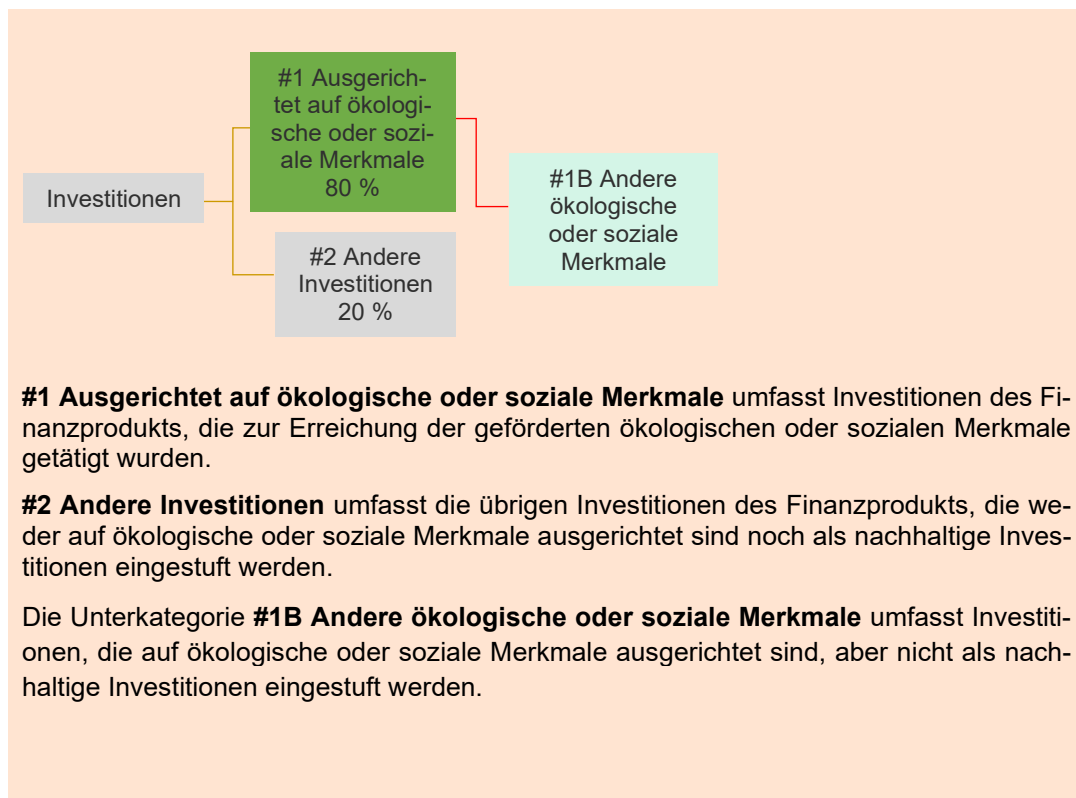 #1 Ausgerich-
tet auf ökologi-
sche oder sozi-
ale Merkmale
80 %
Investitionen
#1B Andere
ökologische
oder soziale
Merkmale
#2 Andere
Investitionen
20 %
#1 Ausgerichtet auf ökologische oder soziale Merkmale umfasst Investitionen des Fi-
nanzprodukts, die zur Erreichung der geförderten ökologischen oder sozialen Merkmale
getätigt wurden.
#2 Andere Investitionen umfasst die übrigen Investitionen des Finanzprodukts, die we-
der auf ökologische oder soziale Merkmale ausgerichtet sind noch als nachhaltige Inves-
titionen eingestuft werden.
Die Unterkategorie #1B Andere ökologische oder soziale Merkmale umfasst Investiti-
onen, die auf ökologische oder soziale Merkmale ausgerichtet sind, aber nicht als nach-
haltige Investitionen eingestuft werden.